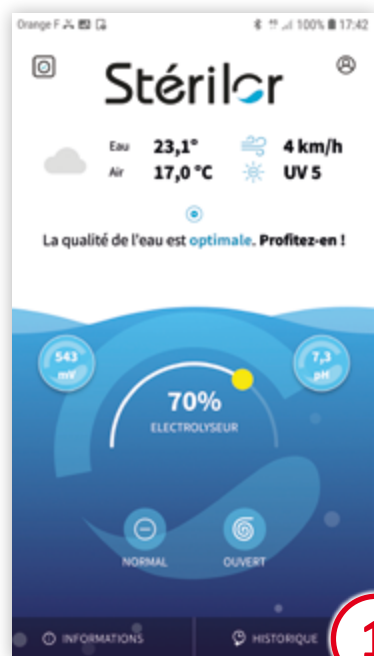 Orange F 100% 17:42
Stérilor
Eau 23,1° 4 km/h
Air 17,0 °C UV 5
La qualité de l'eau est optimale. Profitez-en !
543 mV
7,3 pH
70%
ELECTROLYSEUR
NORMAL OUVERT
INFORMATIONS HISTORIQUE
1